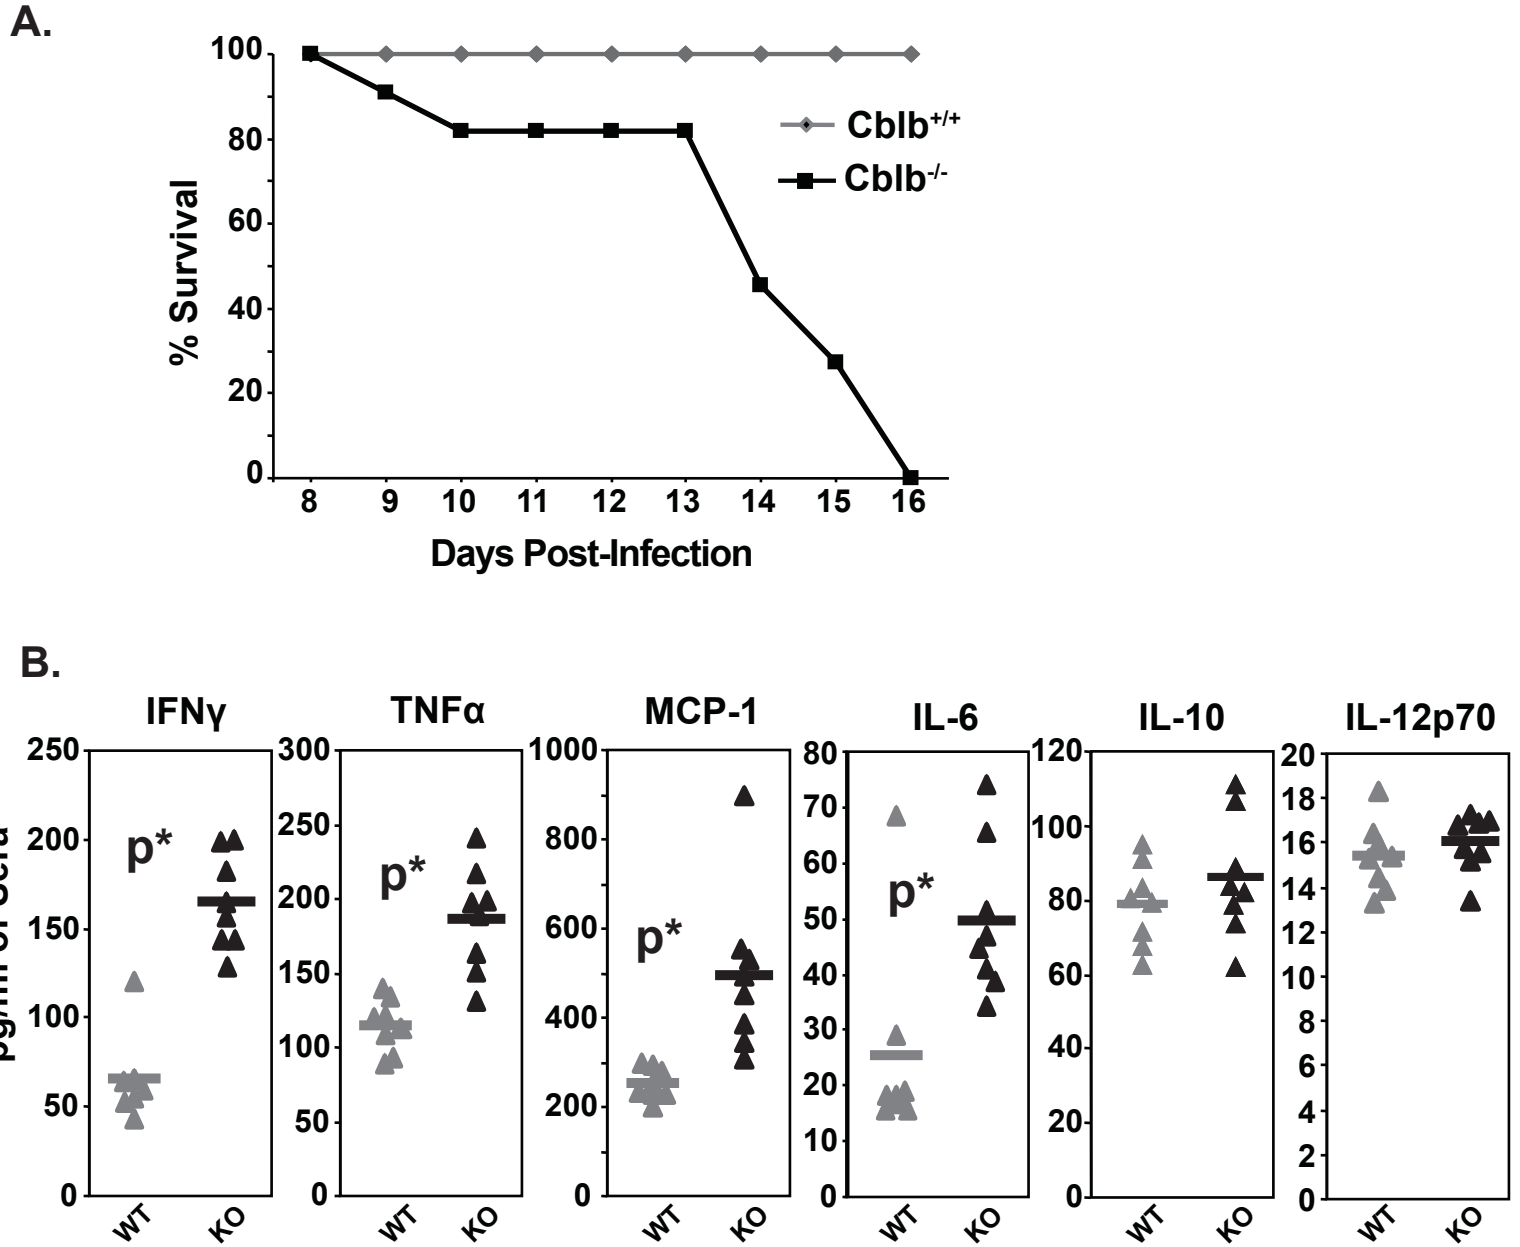 A.
100
80
60
40
20
0
% Survival
Cblb+/+
Cblb-/-
8 9 10 11 12 13 14 15 16
Days Post-Infection
B.
IFNγ TNFα MCP-1 IL-6 IL-10 IL-12p70
250
200
150
100
50
0
p*
WT KO
300
250
200
150
100
50
0
p*
WT KO
1000
800
600
400
200
0
p*
WT KO
80
70
60
50
40
30
20
10
0
p*
WT KO
120
100
80
60
40
20
0
WT KO
20
18
16
14
12
10
8
6
4
2
0
WT KO